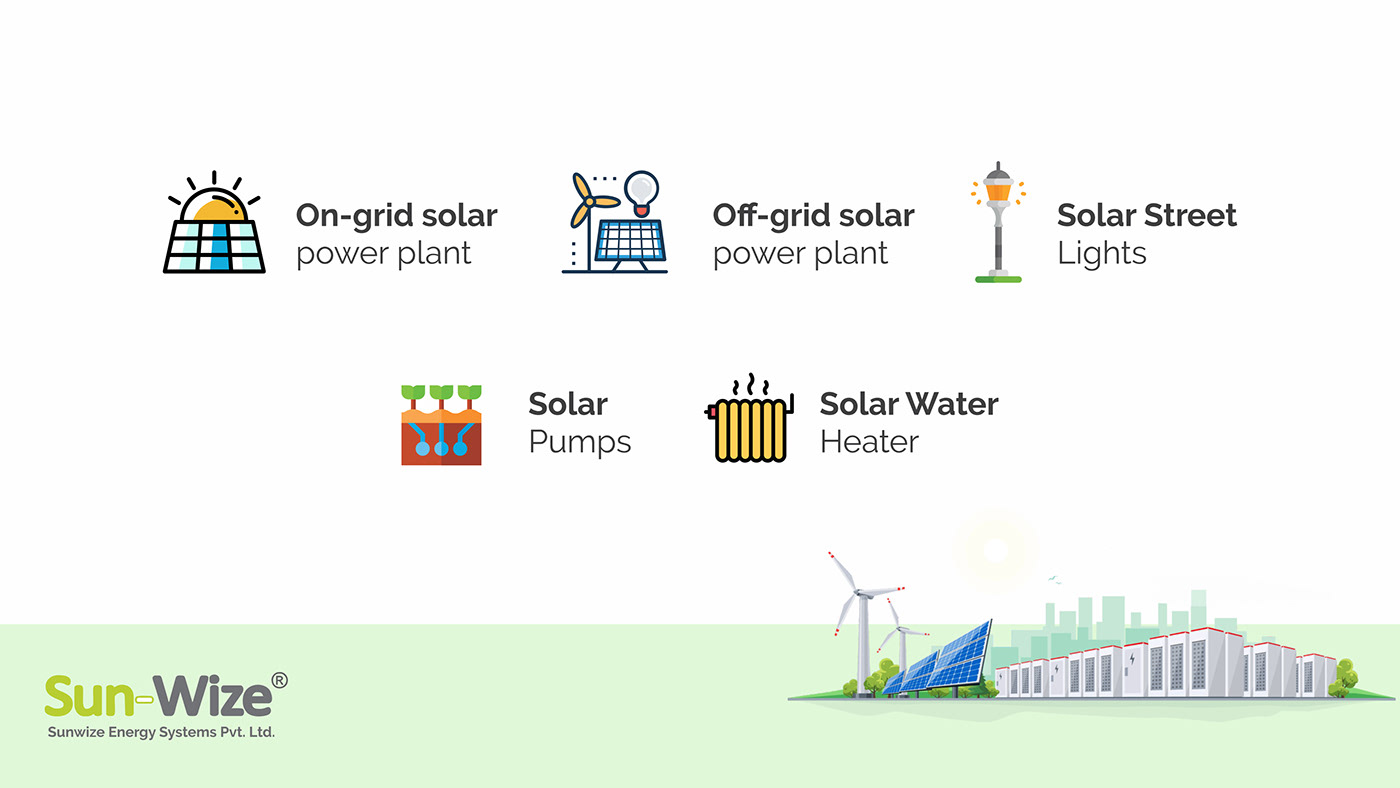 On-grid solar
power plant
Off-grid solar
power plant
Solar Street
Lights
Solar
Pumps
Solar Water
Heater
Sun-Wize®
Sunwize Energy Systems Pvt. Ltd.